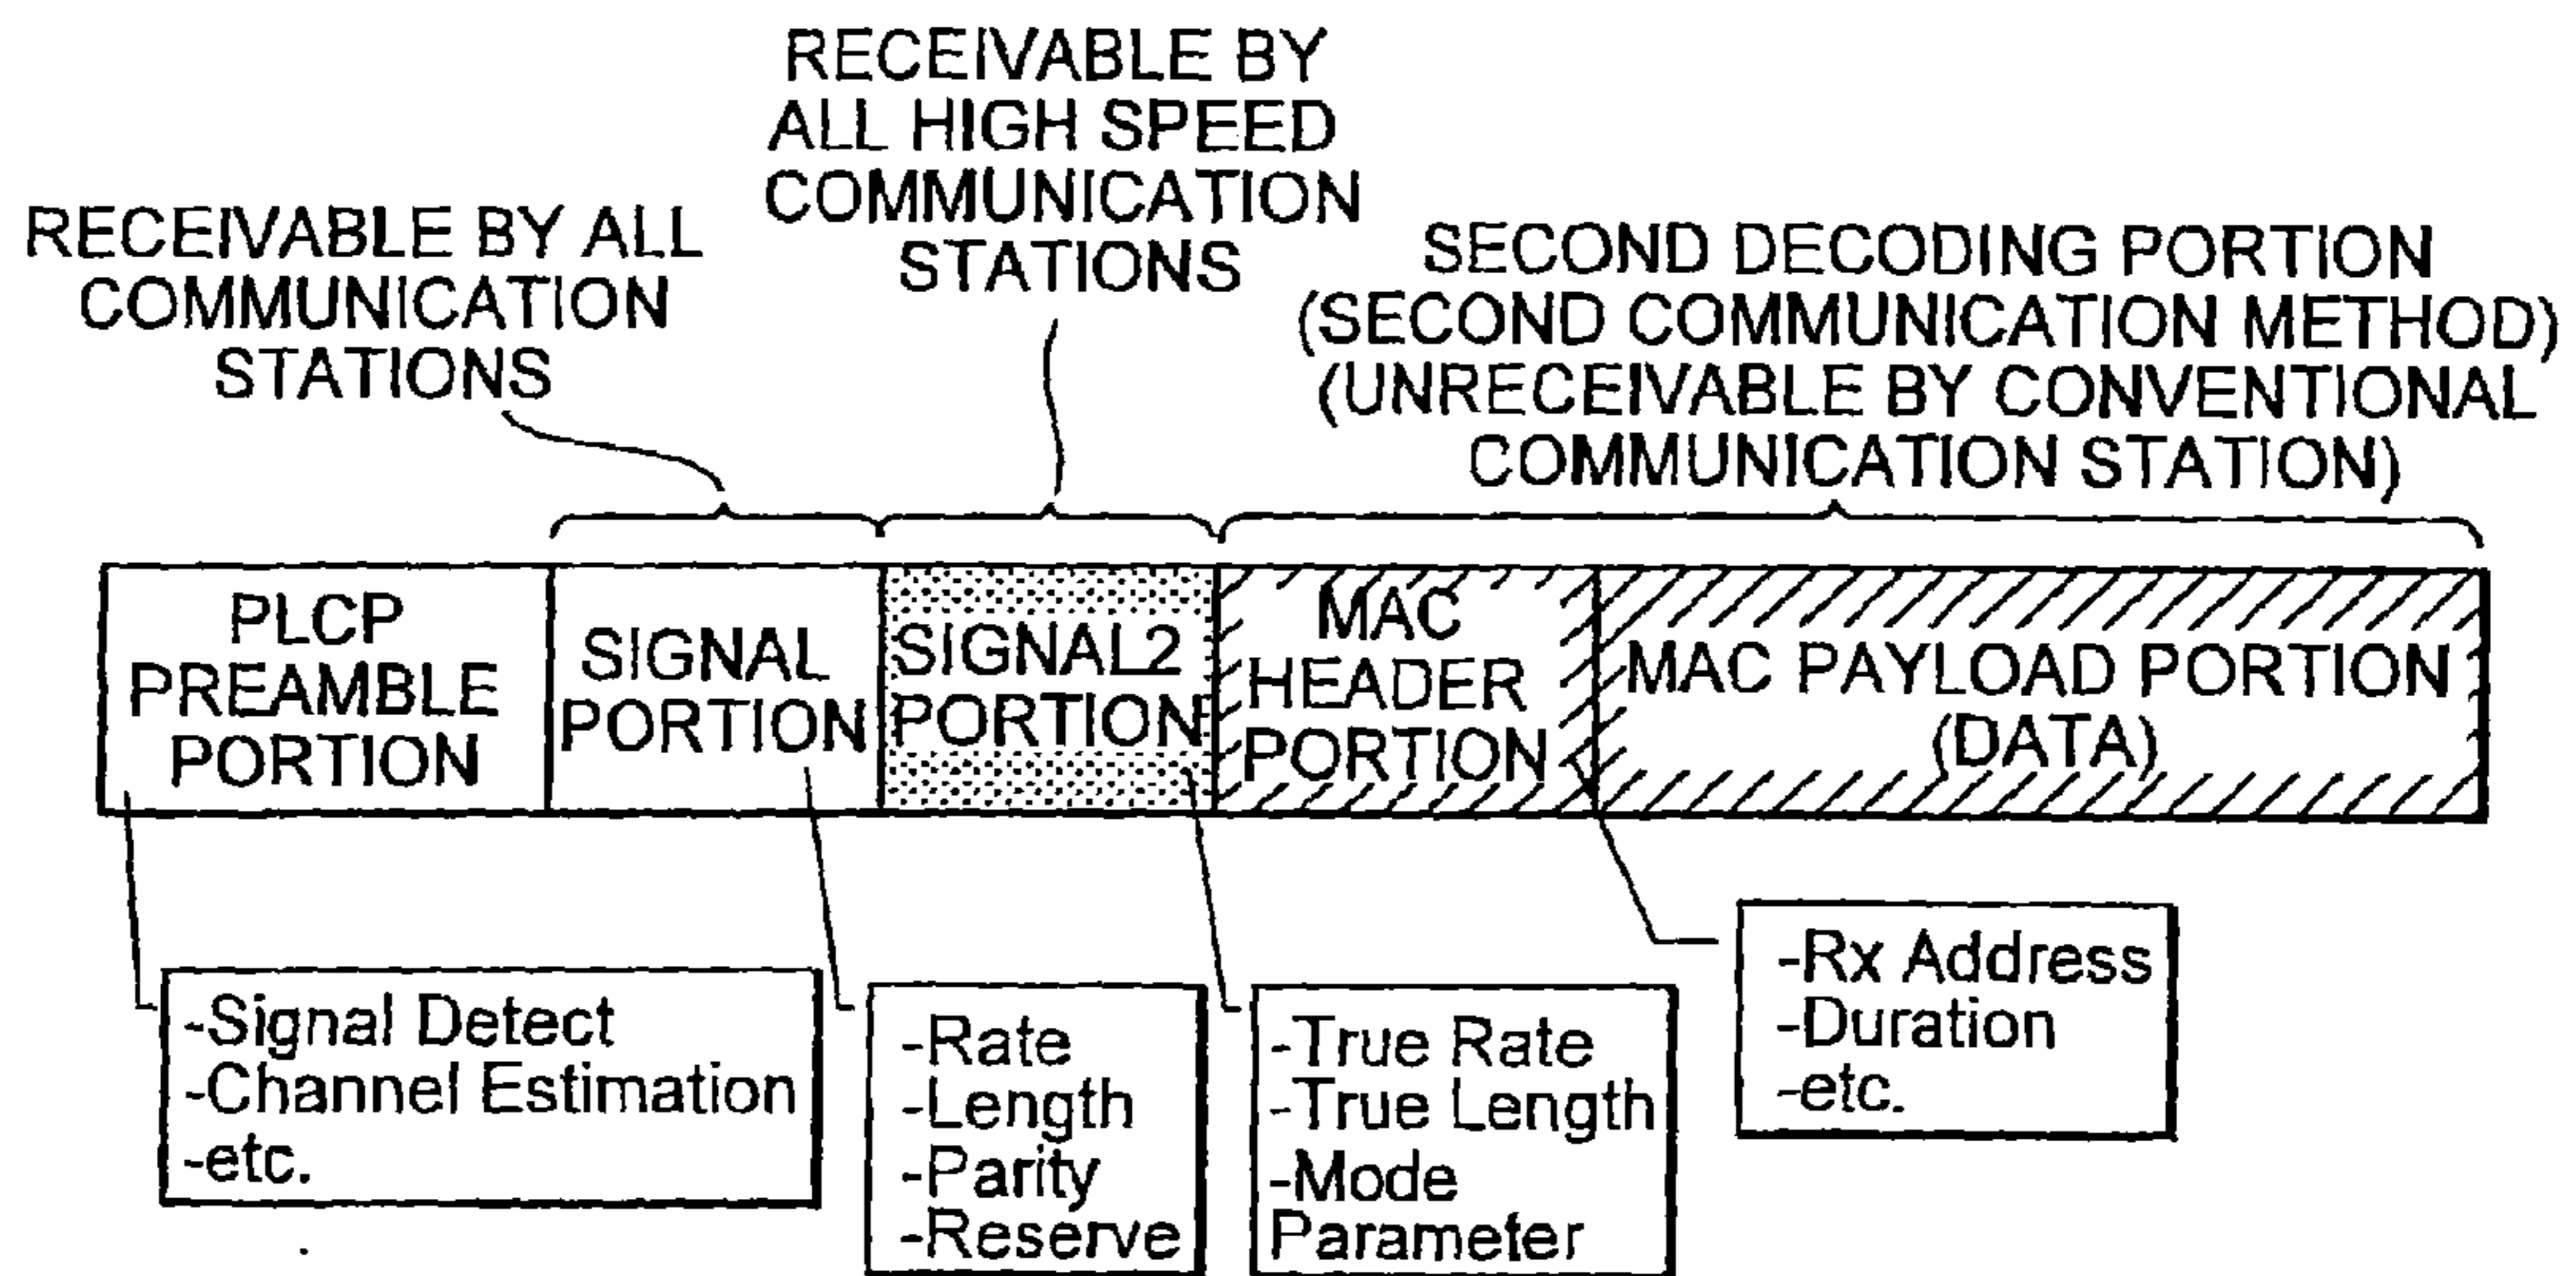 RECEIVABLE BY ALL
COMMUNICATION
STATIONS
RECEIVABLE BY
ALL HIGH SPEED
COMMUNICATION
STATIONS
SECOND DECODING PORTION
(SECOND COMMUNICATION METHOD)
(UNRECEIVABLE BY CONVENTIONAL
COMMUNICATION STATION)
PLCP
PREAMBLE
PORTION
SIGNAL
PORTION
SIGNAL2
PORTION
MAC
HEADER
PORTION
MAC PAYLOAD PORTION
(DATA)
-Signal Detect
-Channel Estimation
-etc.
-Rate
-Length
-Parity
-Reserve
-True Rate
-True Length
-Mode
Parameter
-Rx Address
-Duration
-etc.